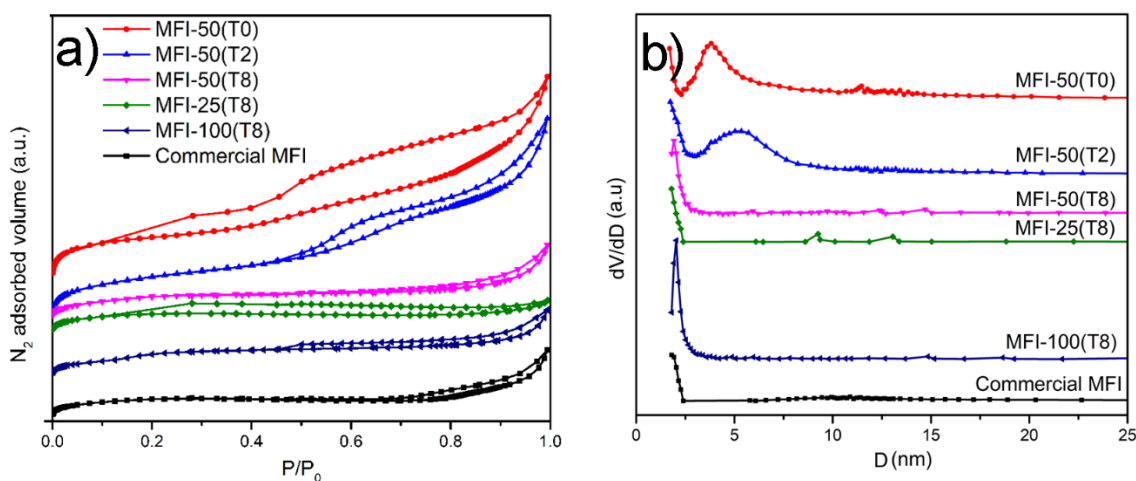 a)
MFI-50(T0)
MFI-50(T2)
MFI-50(T8)
MFI-25(T8)
MFI-100(T8)
Commercial MFI
N₂ adsorbed volume (a.u.)
0.0 0.2 0.4 0.6 0.8 1.0
P/P₀
b)
MFI-50(T0)
MFI-50(T2)
MFI-50(T8)
MFI-25(T8)
MFI-100(T8)
Commercial MFI
dV/dD (a.u)
0 5 10 15 20 25
D (nm)